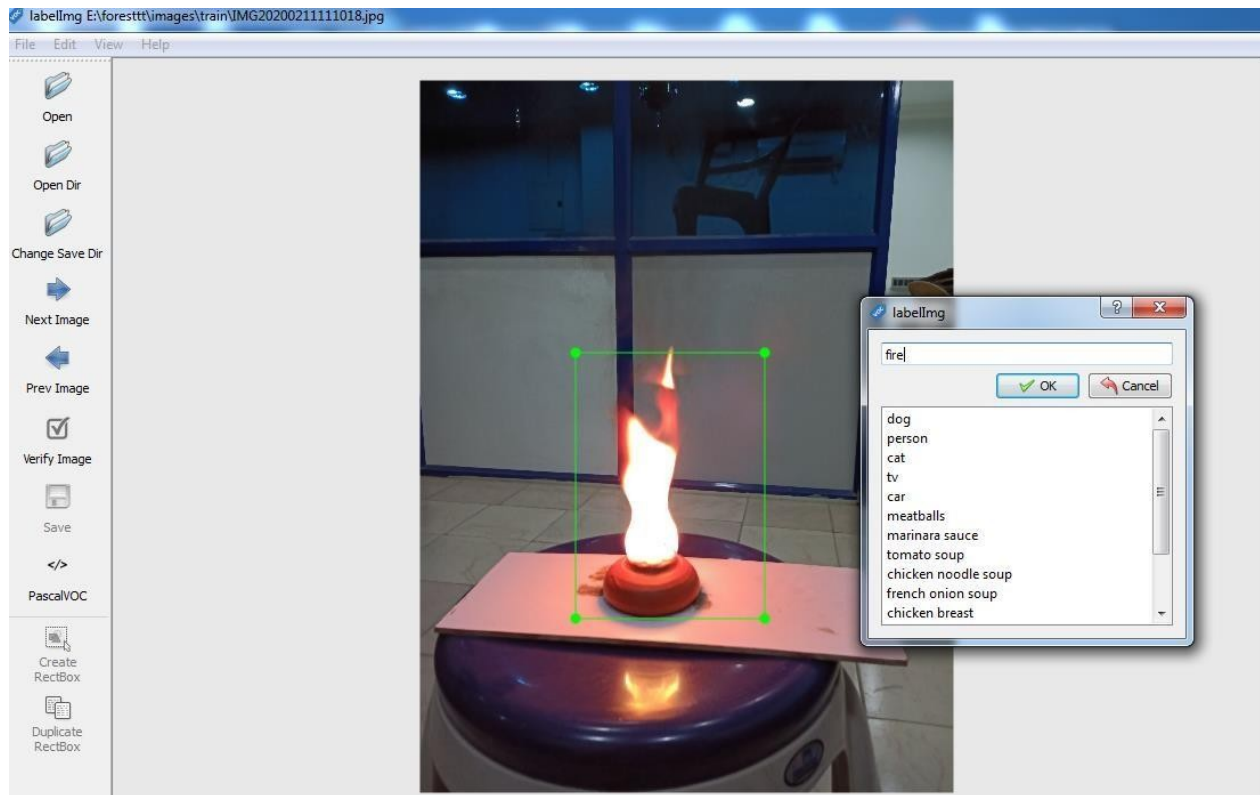 labelImg E:\foresttt\images\train\IMG20200211111018.jpg
File Edit View Help
Open
Open Dir
Change Save Dir
Next Image
Prev Image
Verify Image
Save
</>
PascalVOC
Create
RectBox
Duplicate
RectBox
labelImg
fire
OK Cancel
dog
person
cat
tv
car
meatballs
marinara sauce
tomato soup
chicken noodle soup
french onion soup
chicken breast